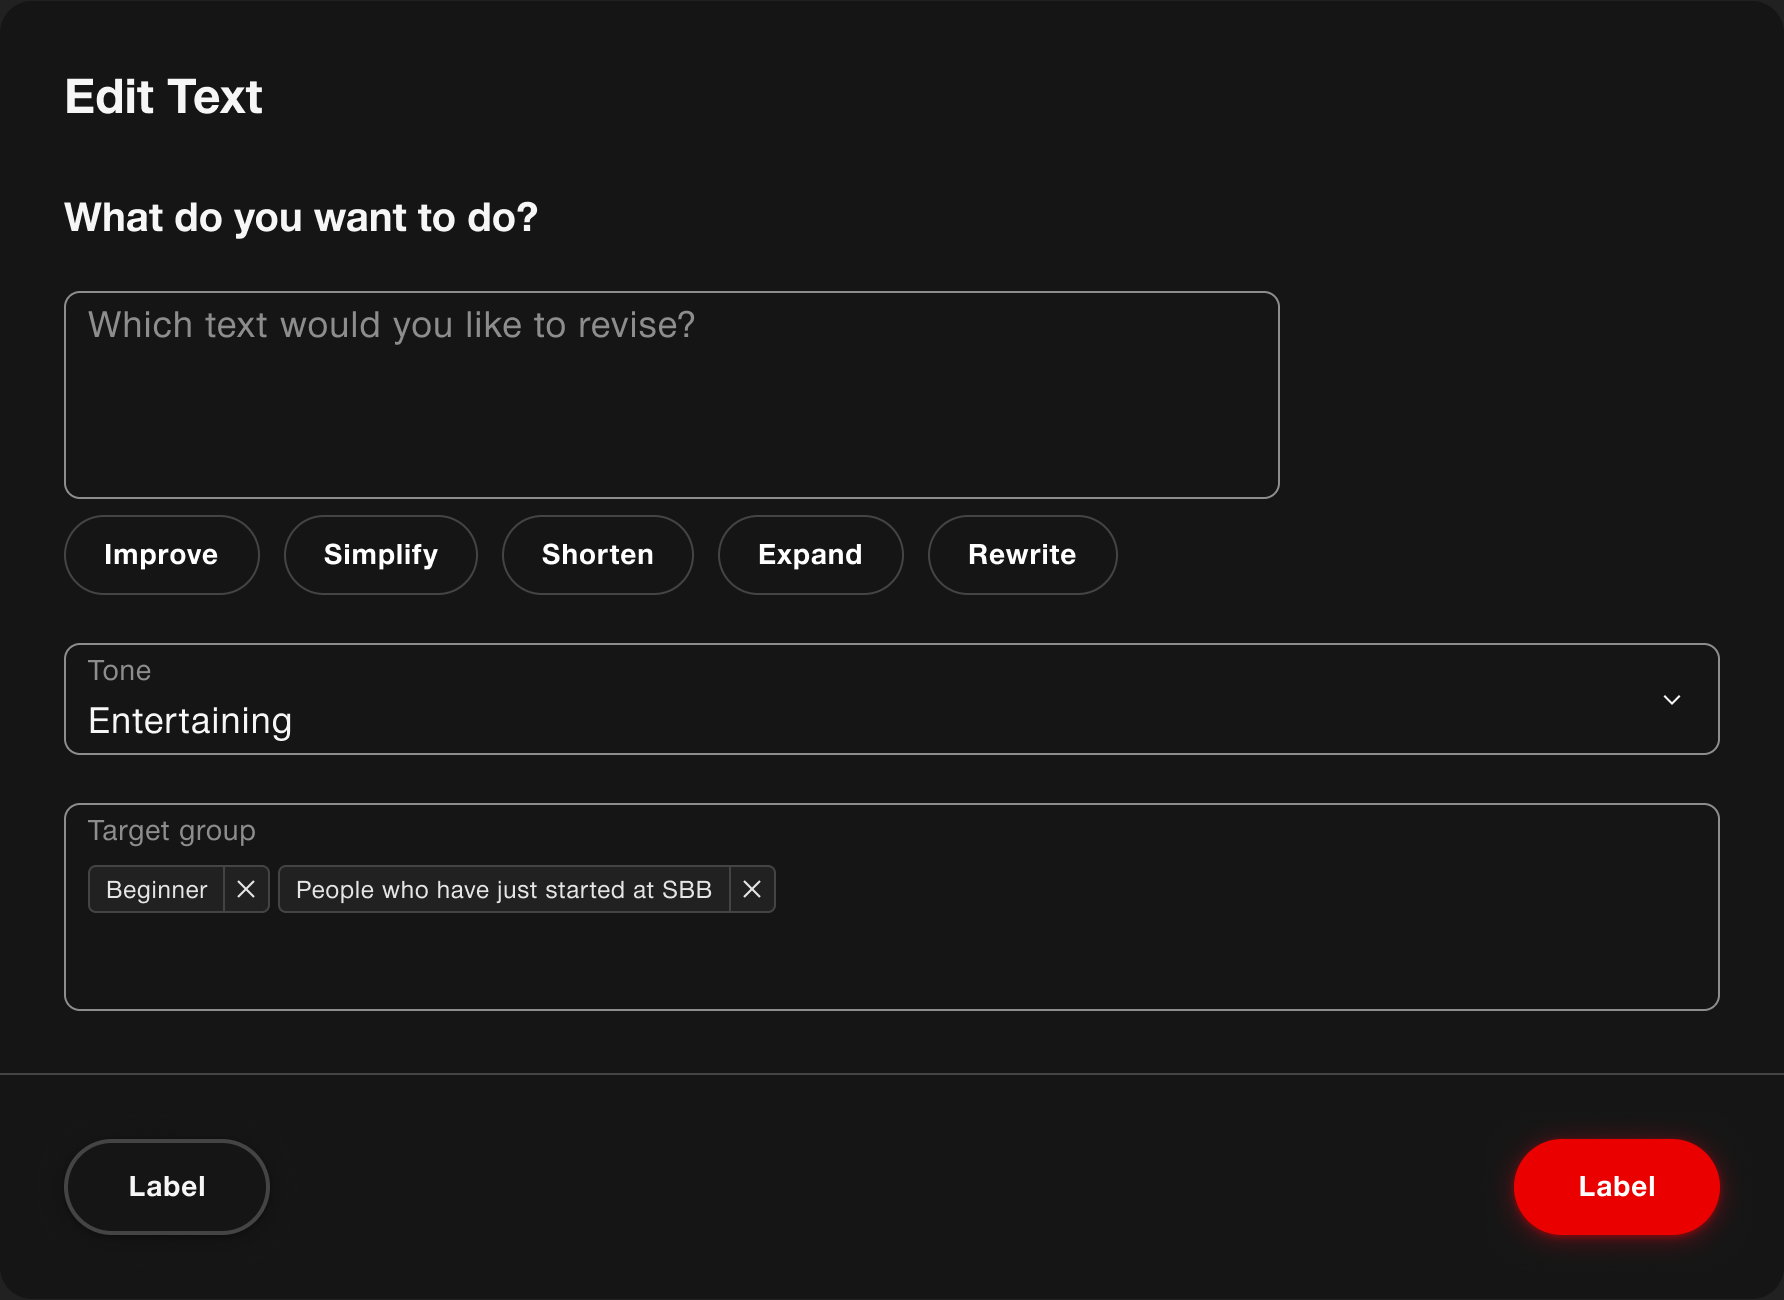 Edit Text
What do you want to do?
Which text would you like to revise?
Improve Simplify Shorten Expand Rewrite
Tone
Entertaining
Target group
Beginner People who have just started at SBB
Label Label